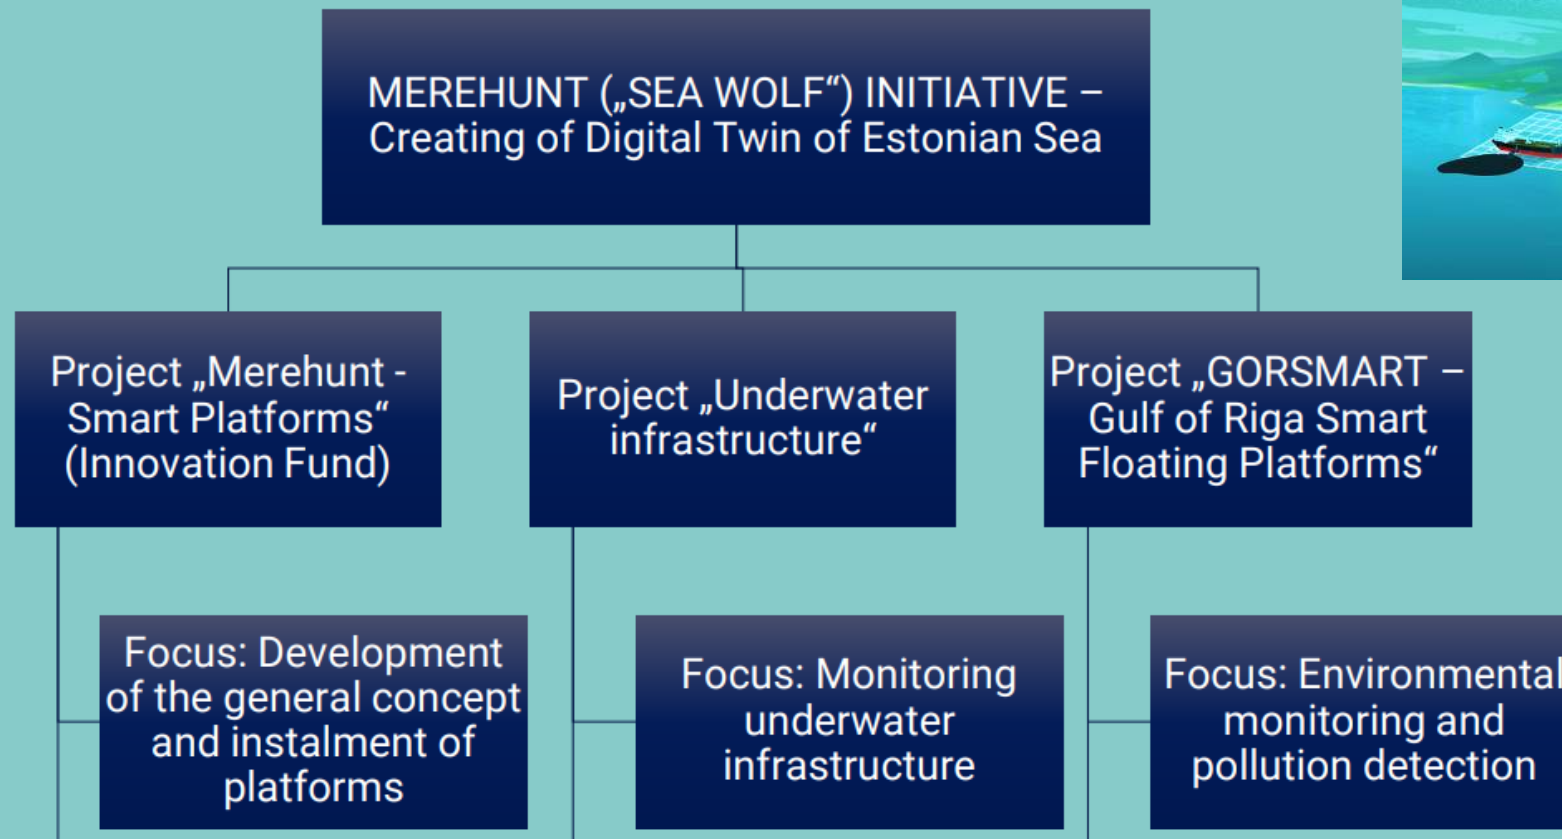 MEREHUNT („SEA WOLF“) INITIATIVE –
Creating of Digital Twin of Estonian Sea
Project „Merehunt -
Smart Platforms“
(Innovation Fund)
Project „Underwater
infrastructure“
Project „GORSMART –
Gulf of Riga Smart
Floating Platforms“
Focus: Development
of the general concept
and instalment of
platforms
Focus: Monitoring
underwater
infrastructure
Focus: Environmental
monitoring and
pollution detection